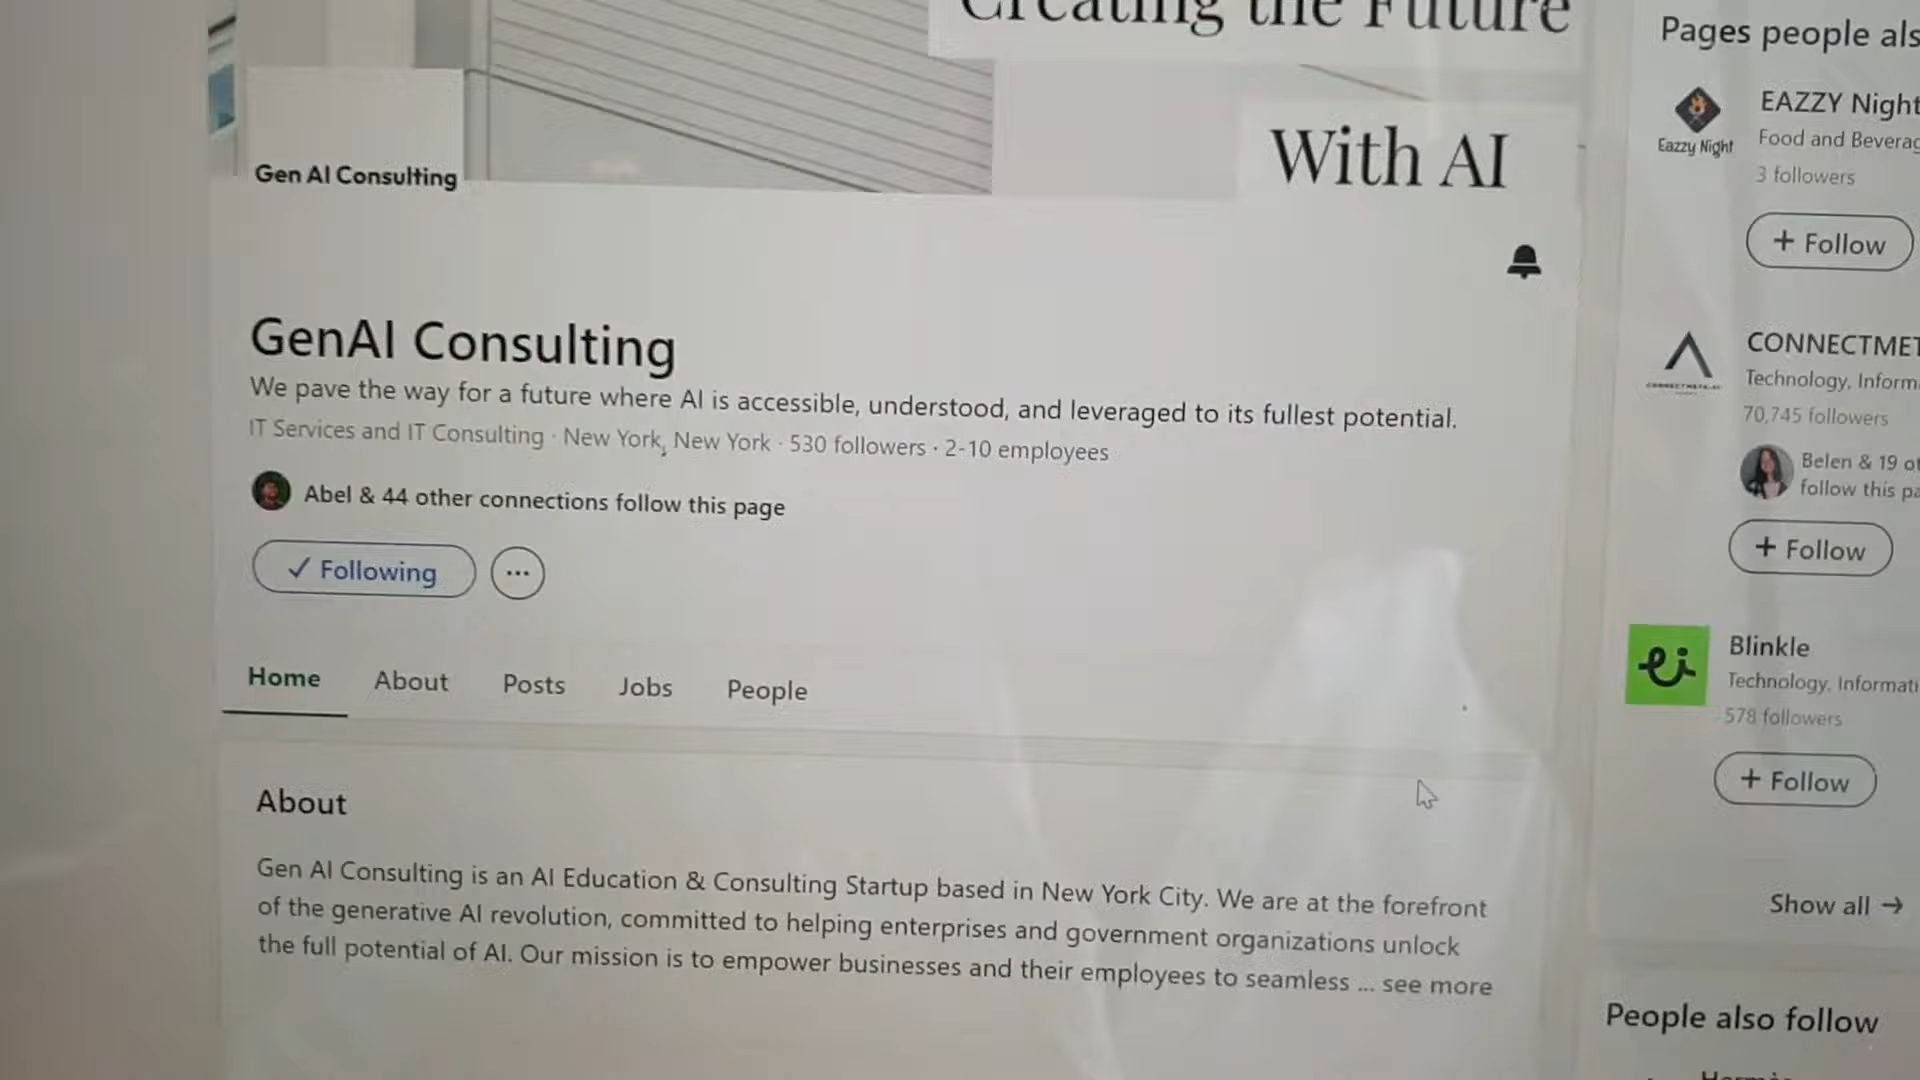 Creating the Future
With AI
Gen AI Consulting
GenAI Consulting
We pave the way for a future where AI is accessible, understood, and leveraged to its fullest potential.
IT Services and IT Consulting · New York, New York · 530 followers · 2-10 employees
Abel & 44 other connections follow this page
✓ Following
...
Home
About
Posts
Jobs
People
About
Gen AI Consulting is an AI Education & Consulting Startup based in New York City. We are at the forefront
of the generative AI revolution, committed to helping enterprises and government organizations unlock
the full potential of AI. Our mission is to empower businesses and their employees to seamless ... see more
Pages people als
Eazzy Night
EAZZY Night
Food and Beverag
3 followers
+ Follow
CONNECTMET
Technology, Inform
70,745 followers
Belen & 19 ot
follow this pa
+ Follow
Blinkle
Technology, Informati
578 followers
+ Follow
Show all →
People also follow